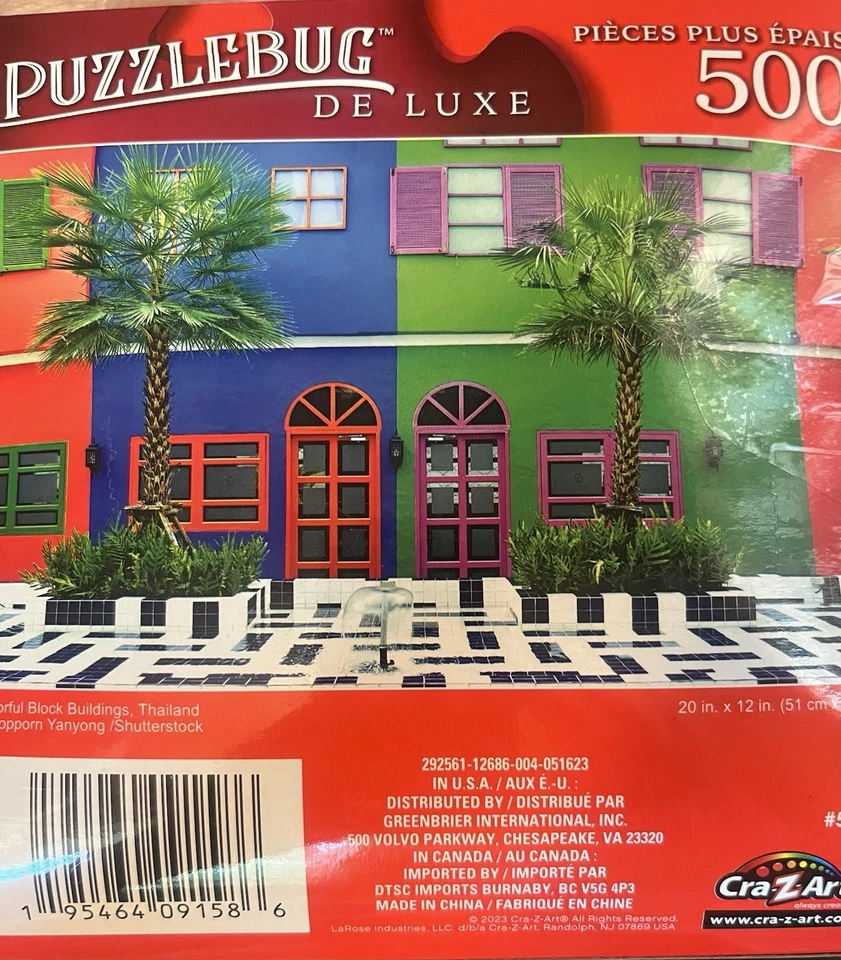 PUZZLEBUG™
DE LUXE
PIÈCES PLUS ÉPAIS
500
orful Block Buildings, Thailand
opporn Yanyong /Shutterstock
20 in. x 12 in. (51 cm x
292561-12686-004-051623
IN U.S.A. / AUX É.-U. :
DISTRIBUTED BY / DISTRIBUÉ PAR
GREENBRIER INTERNATIONAL, INC.
500 VOLVO PARKWAY, CHESAPEAKE, VA 23320
IN CANADA / AU CANADA :
IMPORTED BY / IMPORTÉ PAR
DTSC IMPORTS BURNABY, BC V5G 4P3
MADE IN CHINA / FABRIQUÉ EN CHINE
© 2023 Cra-Z-Art® All Rights Reserved.
LaRose Industries, LLC, d/b/a Cra-Z-Art, Randolph, NJ 07869 USA
1 95464 09158 6
#5
Cra-Z-Art
always crea
www.cra-z-art.co